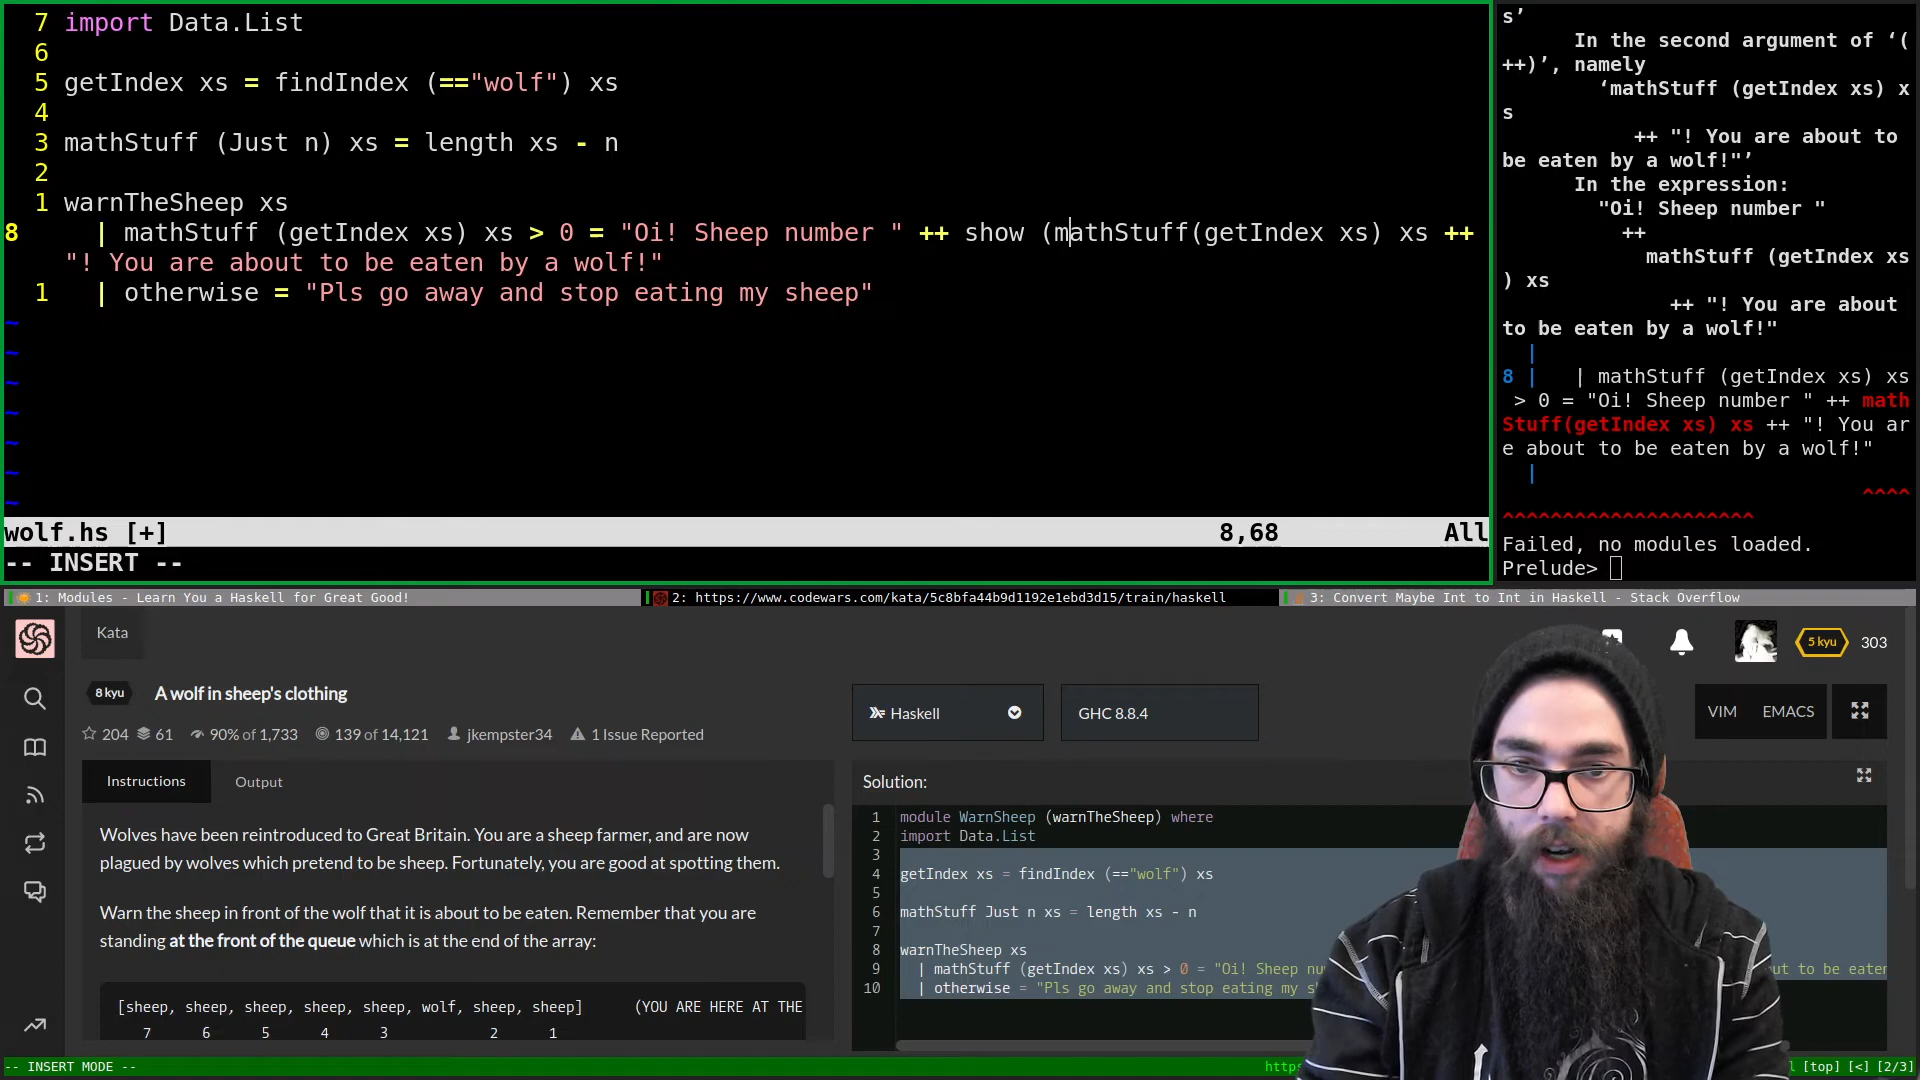 7 import Data.List
6
5 getIndex xs = findIndex (=="wolf") xs
4
3 mathStuff (Just n) xs = length xs - n
2
1 warnTheSheep xs
8 | mathStuff (getIndex xs) xs > 0 = "Oi! Sheep number " ++ show (mathStuff(getIndex xs) xs ++
"! You are about to be eaten by a wolf!"
1 | otherwise = "Pls go away and stop eating my sheep"
~
~
~
~
~
~
~
wolf.hs [+] 8,68 All
-- INSERT --
s’
In the second argument of ‘(
++)’, namely
‘mathStuff (getIndex xs) x
s
++ "! You are about to
be eaten by a wolf!"’
In the expression:
"Oi! Sheep number "
++
mathStuff (getIndex xs
) xs
++ "! You are about
to be eaten by a wolf!"
|
8 | | mathStuff (getIndex xs) xs
> 0 = "Oi! Sheep number " ++ math
Stuff(getIndex xs) xs ++ "! You ar
e about to be eaten by a wolf!"
|
^^^^
^^^^^^^^^^^^^^^^^^^^^
Failed, no modules loaded.
Prelude>
1: Modules - Learn You a Haskell for Great Good!
2: https://www.codewars.com/kata/5c8bfa44b9d1192e1ebd3d15/train/haskell
3: Convert Maybe Int to Int in Haskell - Stack Overflow
Kata
5 kyu 303
8 kyu A wolf in sheep's clothing
204 61 90% of 1,733 139 of 14,121 jkempster34 1 Issue Reported
Haskell
GHC 8.8.4
VIM EMACS
Instructions Output
Wolves have been reintroduced to Great Britain. You are a sheep farmer, and are now
plagued by wolves which pretend to be sheep. Fortunately, you are good at spotting them.
Warn the sheep in front of the wolf that it is about to be eaten. Remember that you are
standing at the front of the queue which is at the end of the array:
[sheep, sheep, sheep, sheep, sheep, wolf, sheep, sheep] (YOU ARE HERE AT THE
7 6 5 4 3 2 1
Solution:
1 module WarnSheep (warnTheSheep) where
2 import Data.List
3
4 getIndex xs = findIndex (=="wolf") xs
5
6 mathStuff Just n xs = length xs - n
7
8 warnTheSheep xs
9 | mathStuff (getIndex xs) xs > 0 = "Oi! Sheep out to be eaten
10 | otherwise = "Pls go away and stop eating my
-- INSERT MODE -- [top] [<] [2/3]